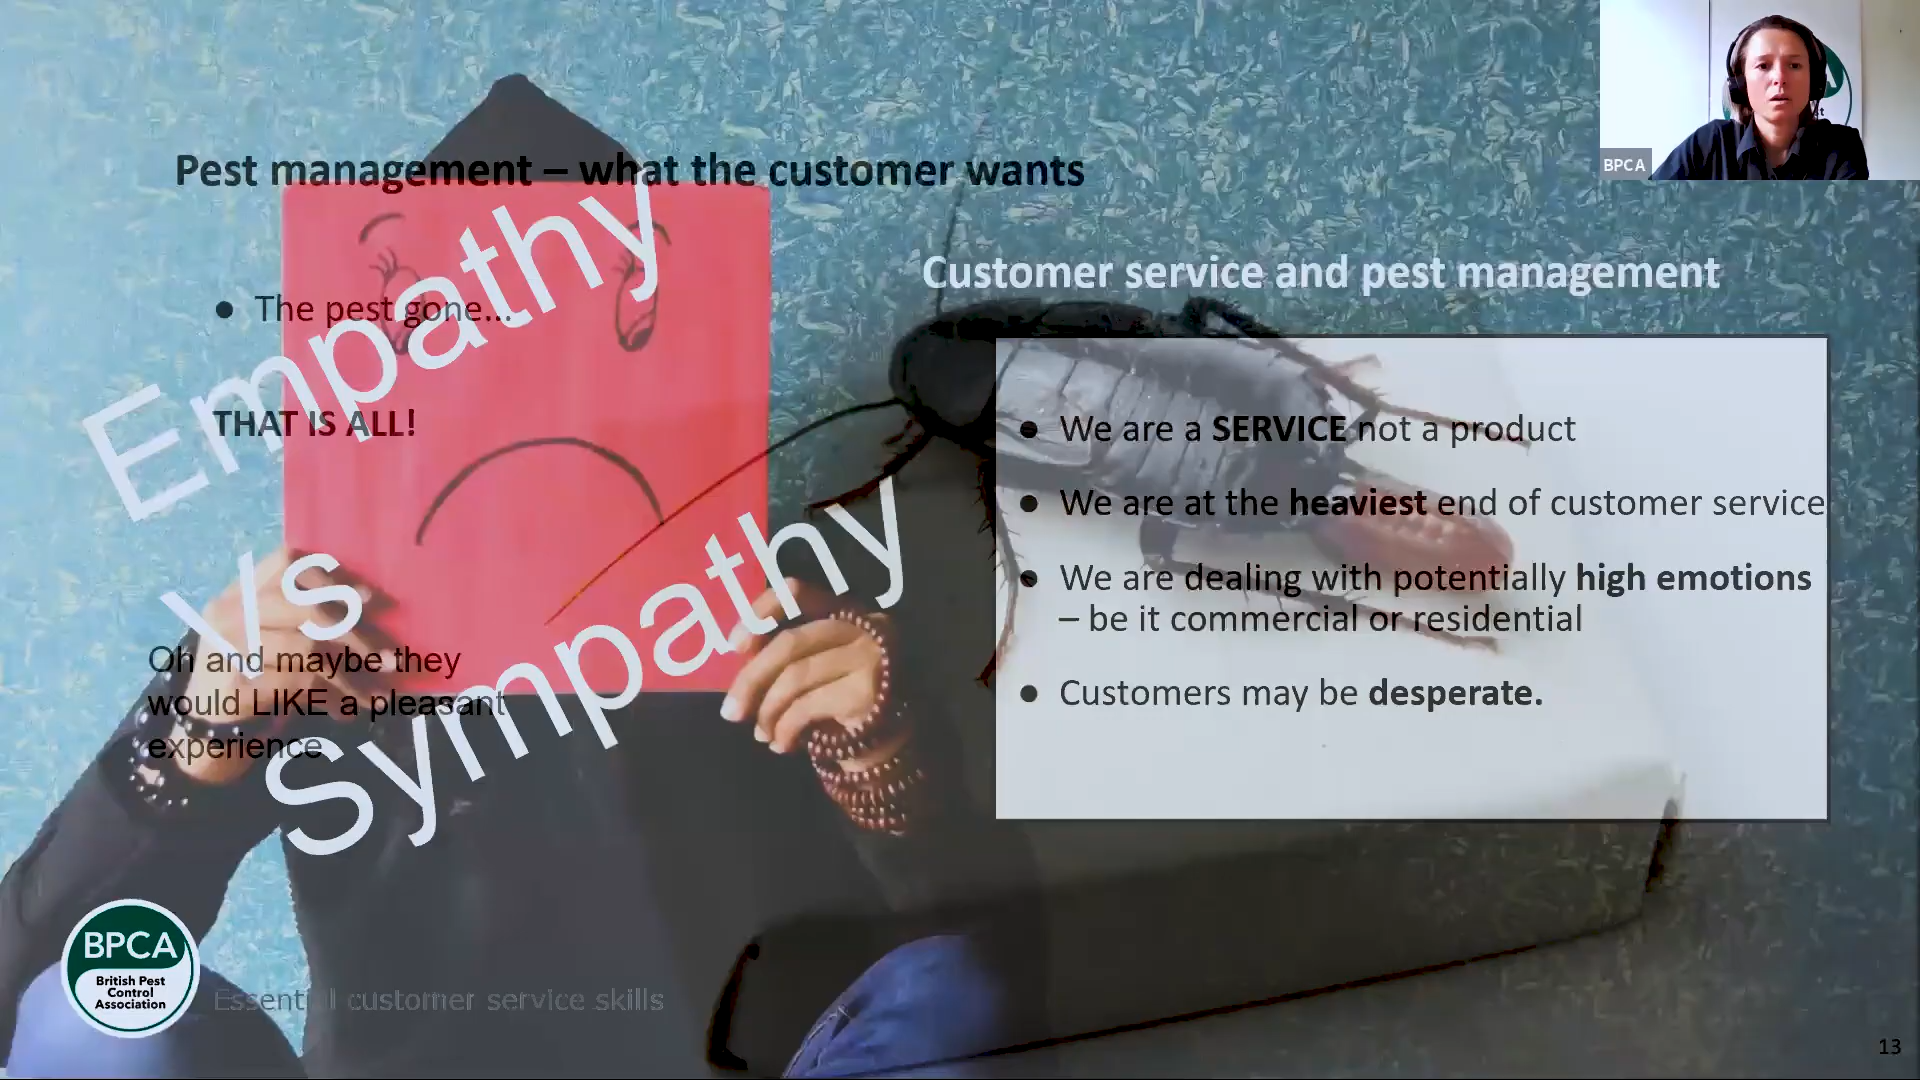 BPCA
Pest management – what the customer wants
Customer service and pest management
● The pest gone...
THAT IS ALL!
Empathy
Vs
Sympathy
Oh and maybe they
would LIKE a pleasant
experience
● We are a SERVICE not a product
● We are at the heaviest end of customer service
● We are dealing with potentially high emotions
– be it commercial or residential
● Customers may be desperate.
BPCA
British Pest
Control
Association
Essential customer service skills
13